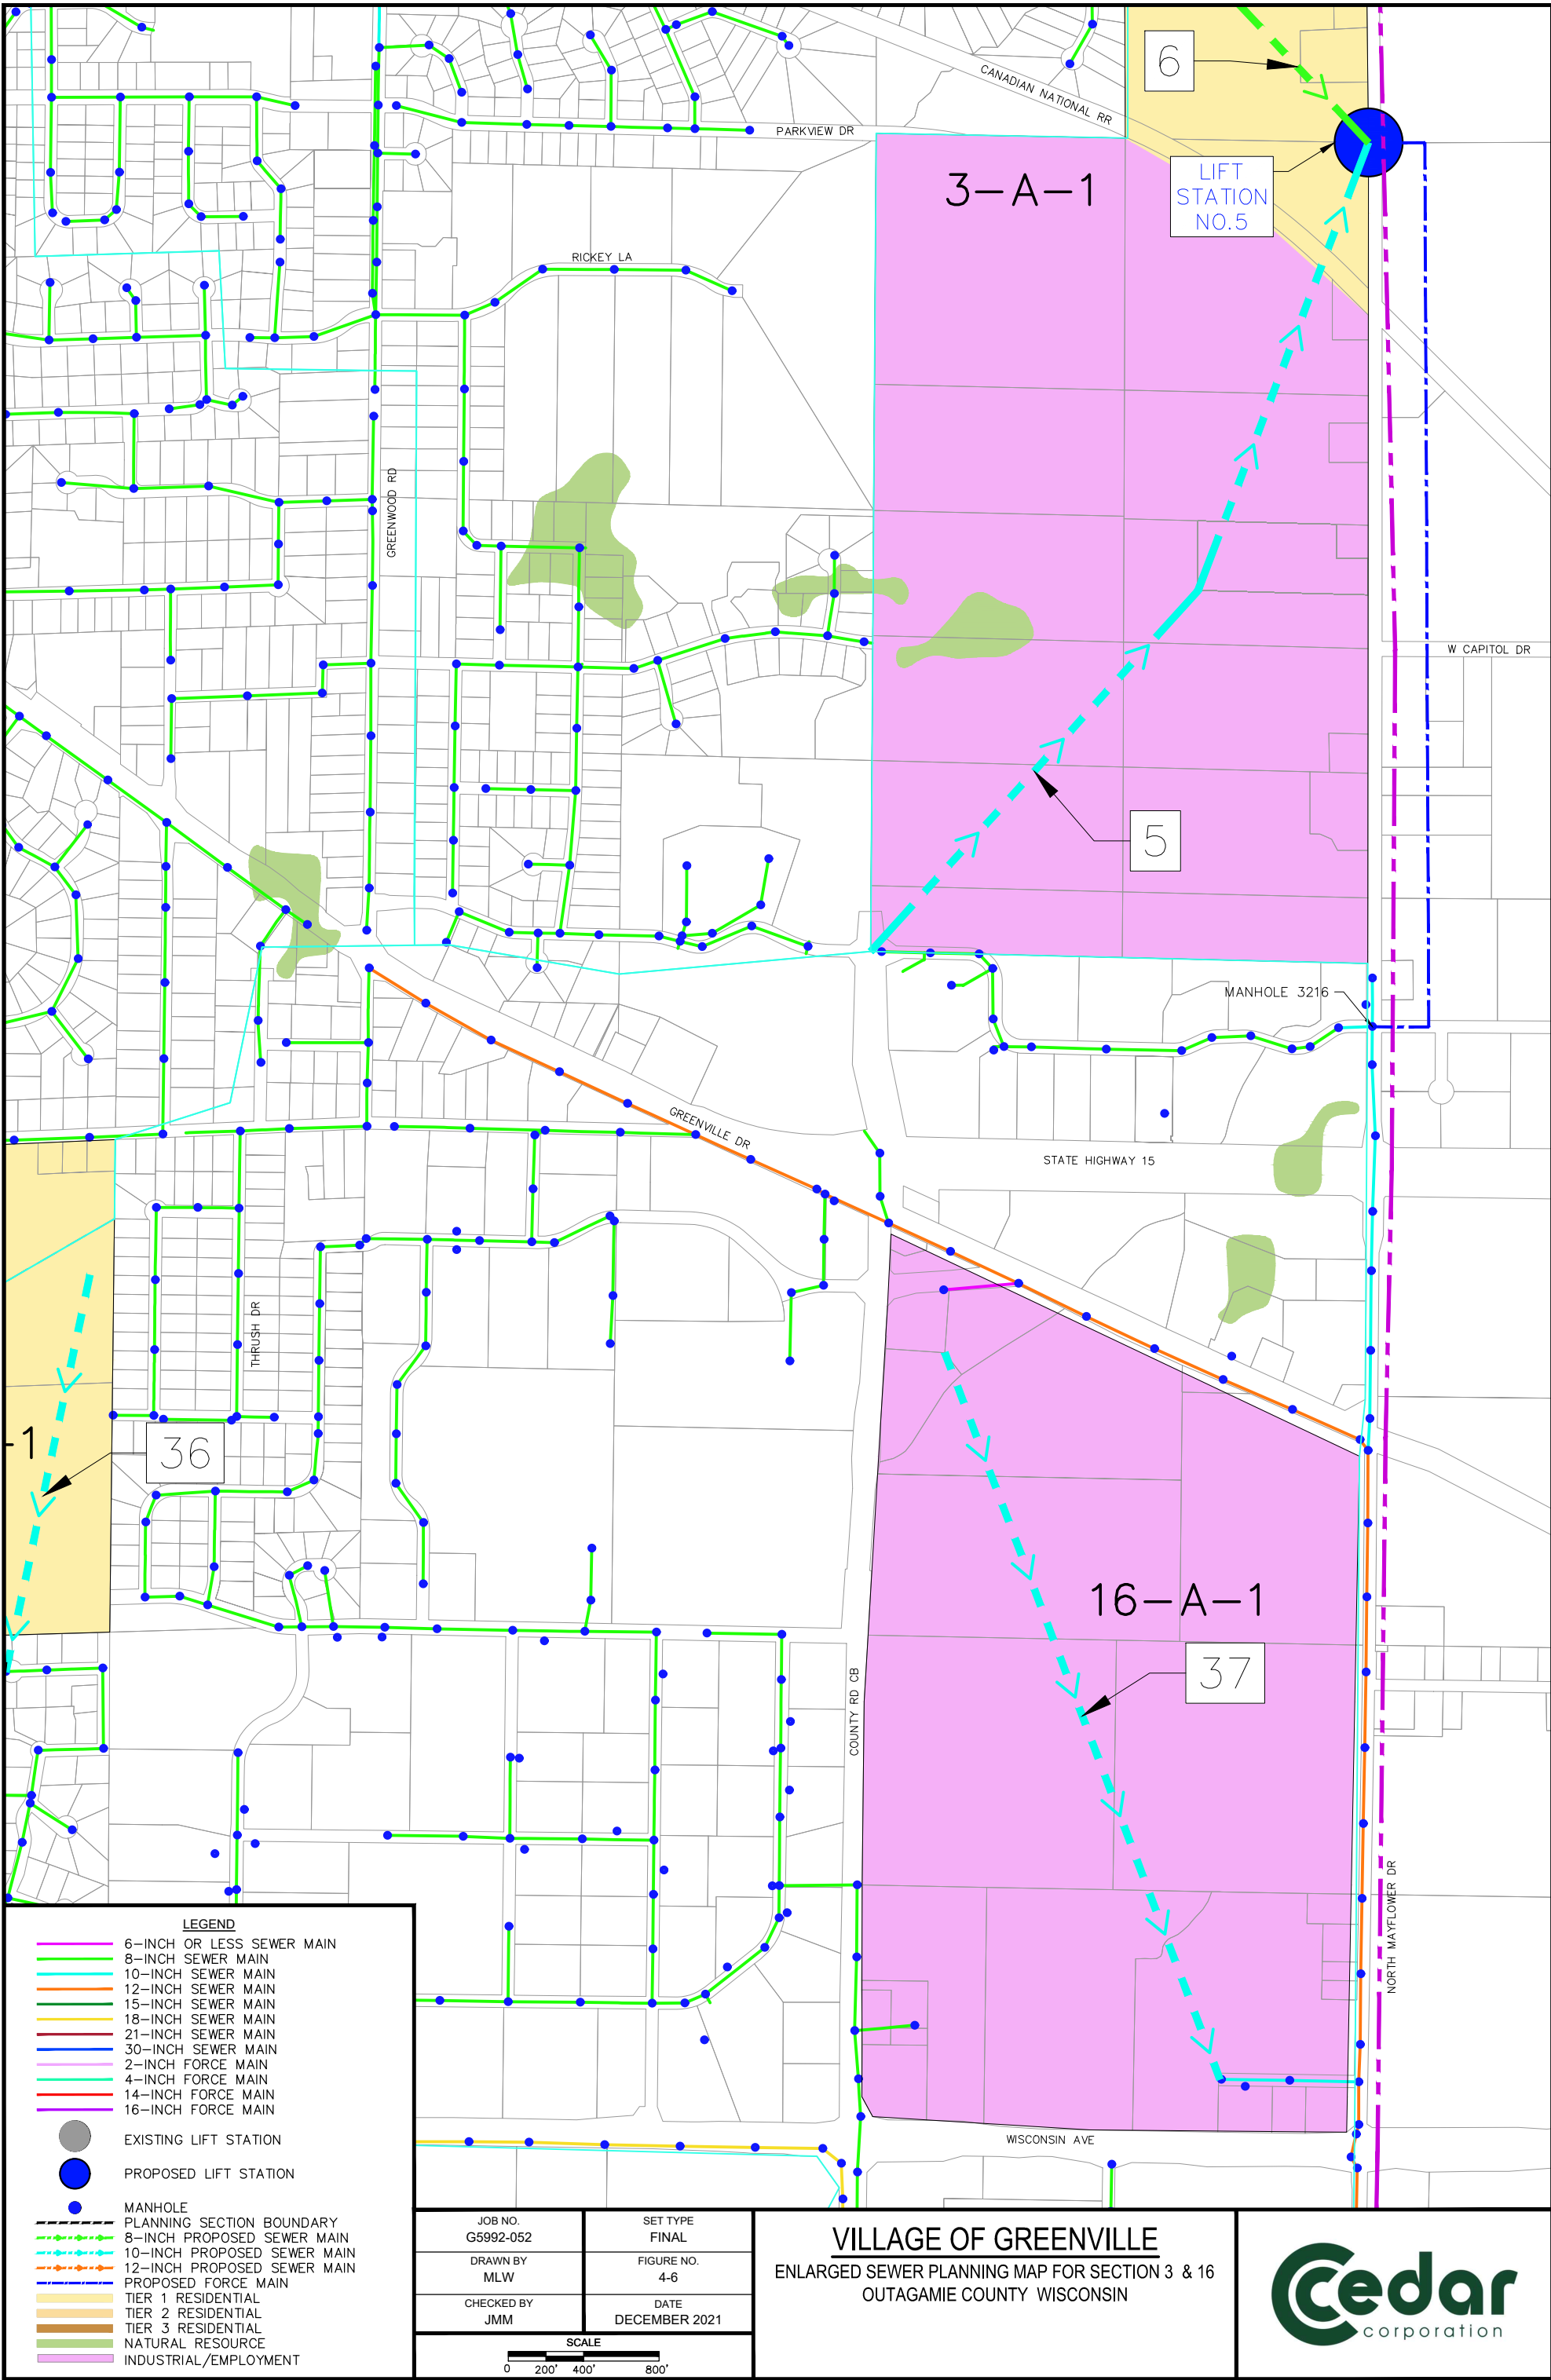 6
CANADIAN NATIONAL RR
PARKVIEW DR
3-A-1
LIFT
STATION
NO.5
RICKEY LA
GREENWOOD RD
W CAPITOL DR
5
MANHOLE 3216
GREENVILLE DR
STATE HIGHWAY 15
THRUSH DR
-1
36
16-A-1
37
COUNTY RD CB
NORTH MAYFLOWER DR
WISCONSIN AVE
LEGEND
6-INCH OR LESS SEWER MAIN
8-INCH SEWER MAIN
10-INCH SEWER MAIN
12-INCH SEWER MAIN
15-INCH SEWER MAIN
18-INCH SEWER MAIN
21-INCH SEWER MAIN
30-INCH SEWER MAIN
2-INCH FORCE MAIN
4-INCH FORCE MAIN
14-INCH FORCE MAIN
16-INCH FORCE MAIN
EXISTING LIFT STATION
PROPOSED LIFT STATION
MANHOLE
PLANNING SECTION BOUNDARY
8-INCH PROPOSED SEWER MAIN
10-INCH PROPOSED SEWER MAIN
12-INCH PROPOSED SEWER MAIN
PROPOSED FORCE MAIN
TIER 1 RESIDENTIAL
TIER 2 RESIDENTIAL
TIER 3 RESIDENTIAL
NATURAL RESOURCE
INDUSTRIAL/EMPLOYMENT
JOB NO.
G5992-052
SET TYPE
FINAL
DRAWN BY
MLW
FIGURE NO.
4-6
CHECKED BY
JMM
DATE
DECEMBER 2021
SCALE
0 200' 400' 800'
VILLAGE OF GREENVILLE
ENLARGED SEWER PLANNING MAP FOR SECTION 3 & 16
OUTAGAMIE COUNTY WISCONSIN
Cedar
corporation